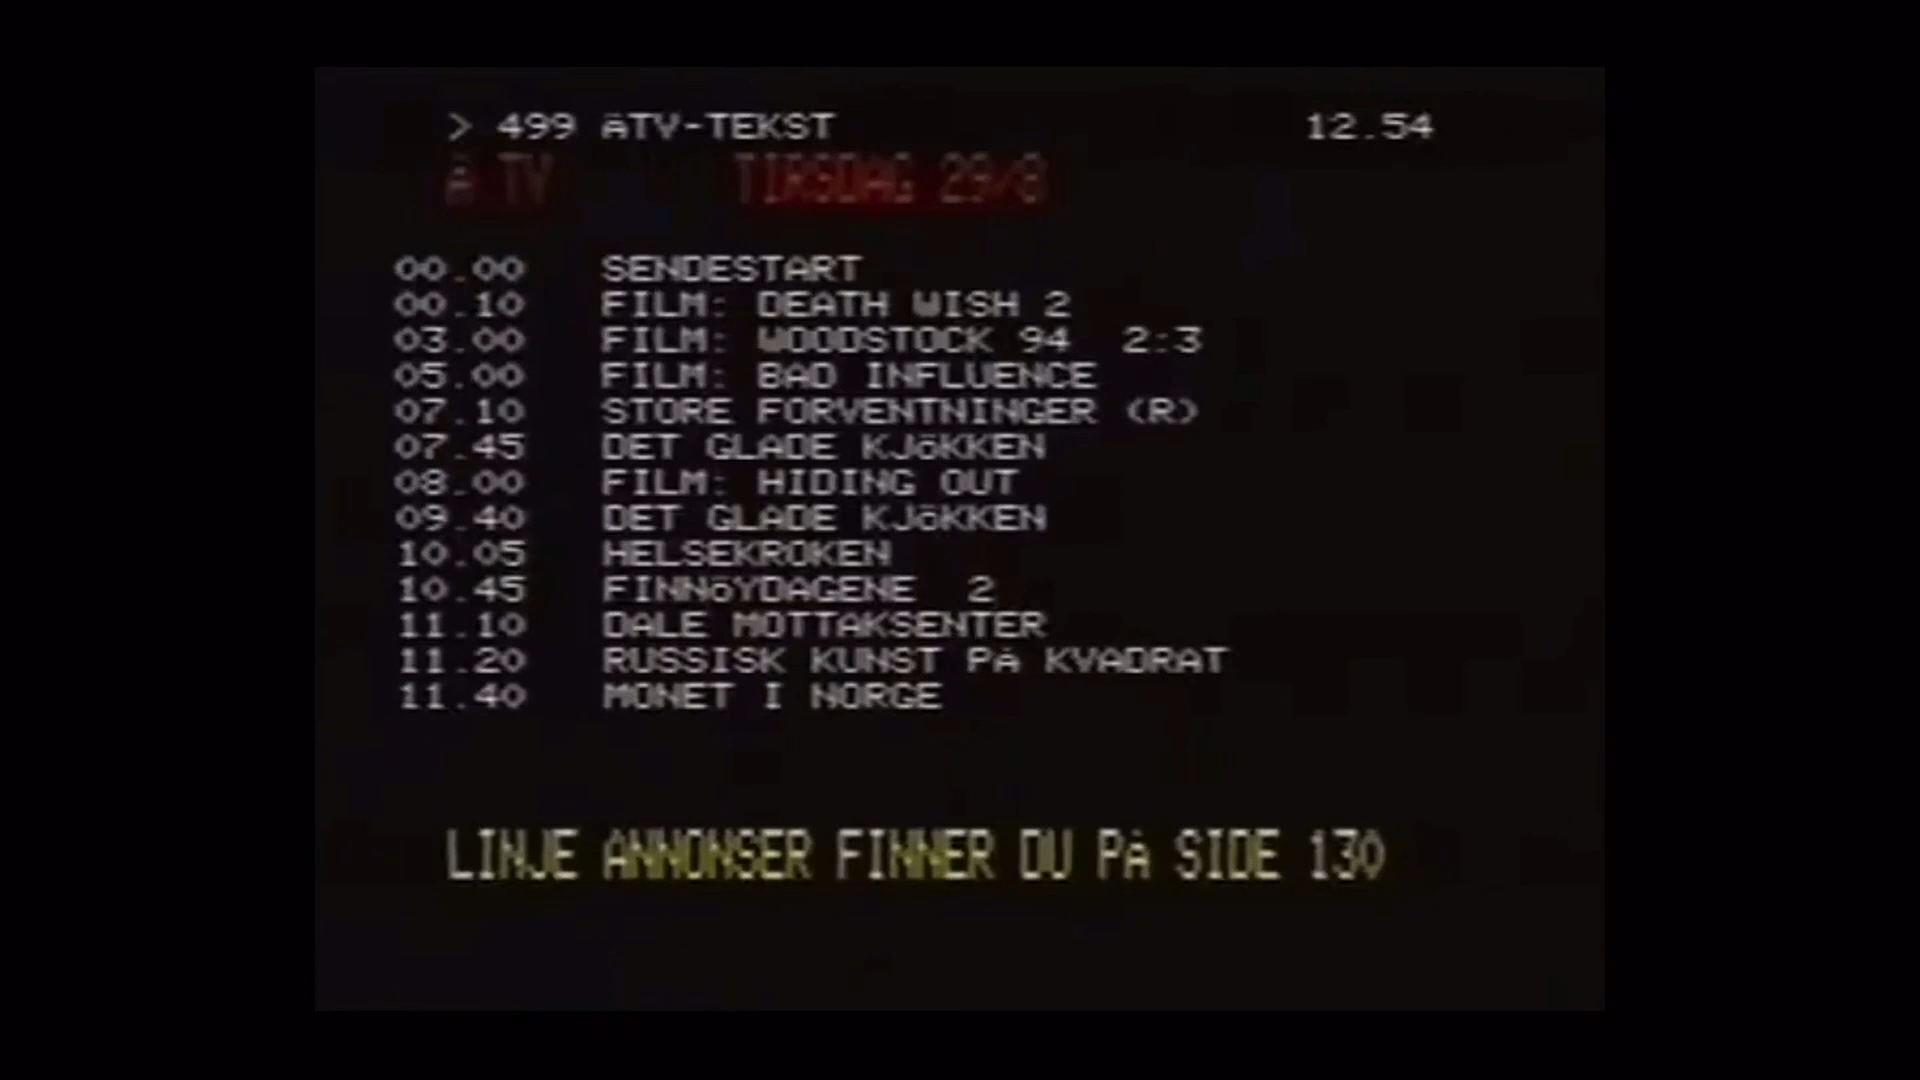 > 499 åTV-TEKST 12.54
å TV TIRSDAG 29/8
00.00 SENDESTART
00.10 FILM: DEATH WISH 2
03.00 FILM: WOODSTOCK 94 2:3
05.00 FILM: BAD INFLUENCE
07.10 STORE FORVENTNINGER (R)
07.45 DET GLADE KJöKKEN
08.00 FILM: HIDING OUT
09.40 DET GLADE KJöKKEN
10.05 HELSEKROKEN
10.45 FINNöYDAGENE 2
11.10 DALE MOTTAKSENTER
11.20 RUSSISK KUNST På KVADRAT
11.40 MONET I NORGE
LINJE ANNONSER FINNER DU På SIDE 130